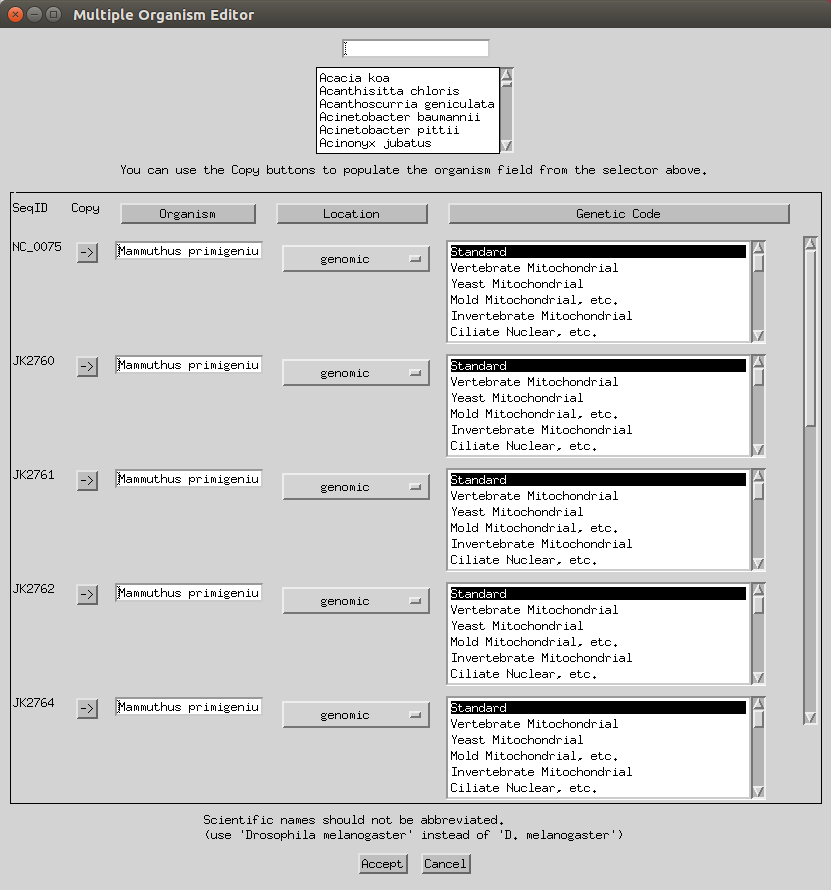 Multiple Organism Editor
Acacia koa
Acanthisitta chloris
Acanthoscurria geniculata
Acinetobacter baumannii
Acinetobacter pittii
Acinonyx jubatus
You can use the Copy buttons to populate the organism field from the selector above.
SeqID Copy Organism Location Genetic Code
NC_0075 -> Mammuthus primigeniu genomic Standard
Vertebrate Mitochondrial
Yeast Mitochondrial
Mold Mitochondrial, etc.
Invertebrate Mitochondrial
Ciliate Nuclear, etc.
JK2760 -> Mammuthus primigeniu genomic Standard
Vertebrate Mitochondrial
Yeast Mitochondrial
Mold Mitochondrial, etc.
Invertebrate Mitochondrial
Ciliate Nuclear, etc.
JK2761 -> Mammuthus primigeniu genomic Standard
Vertebrate Mitochondrial
Yeast Mitochondrial
Mold Mitochondrial, etc.
Invertebrate Mitochondrial
Ciliate Nuclear, etc.
JK2762 -> Mammuthus primigeniu genomic Standard
Vertebrate Mitochondrial
Yeast Mitochondrial
Mold Mitochondrial, etc.
Invertebrate Mitochondrial
Ciliate Nuclear, etc.
JK2764 -> Mammuthus primigeniu genomic Standard
Vertebrate Mitochondrial
Yeast Mitochondrial
Mold Mitochondrial, etc.
Invertebrate Mitochondrial
Ciliate Nuclear, etc.
Scientific names should not be abbreviated.
(use 'Drosophila melanogaster' instead of 'D. melanogaster')
Accept Cancel